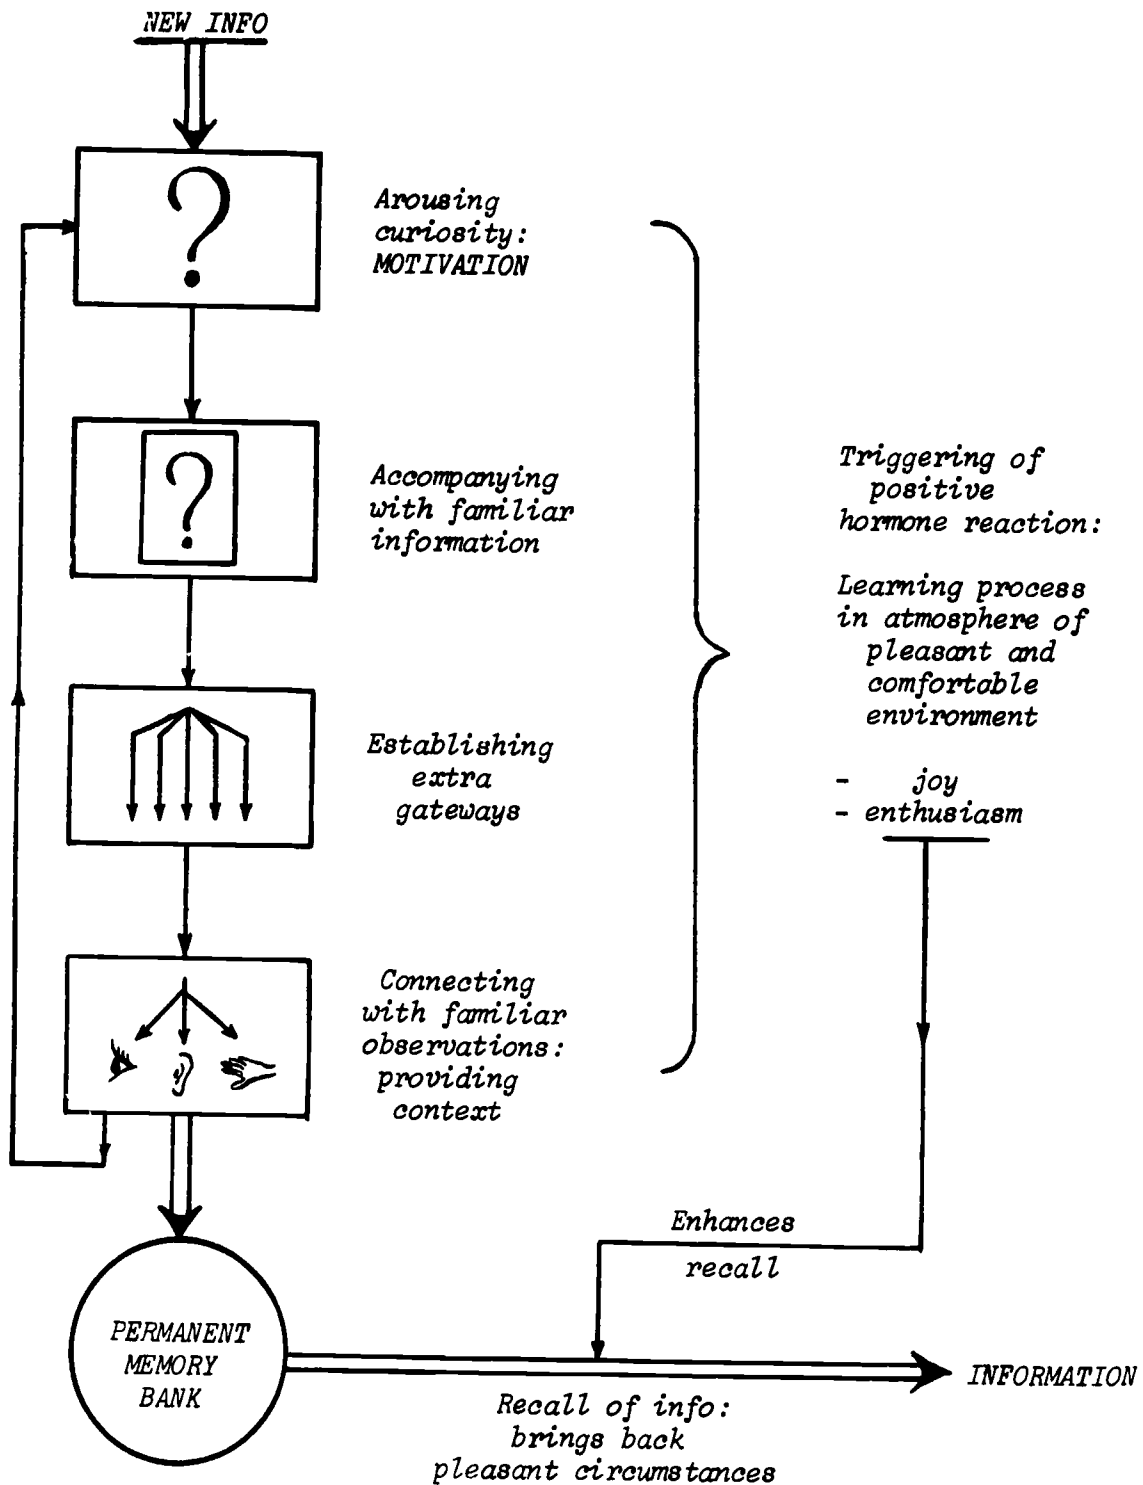 NEW INFO
?
Arousing
curiosity:
MOTIVATION
?
Accompanying
with familiar
information
Establishing
extra
gateways
Connecting
with familiar
observations:
providing
context
Triggering of
positive
hormone reaction:
Learning process
in atmosphere of
pleasant and
comfortable
environment
- joy
- enthusiasm
Enhances
recall
PERMANENT
MEMORY
BANK
INFORMATION
Recall of info:
brings back
pleasant circumstances